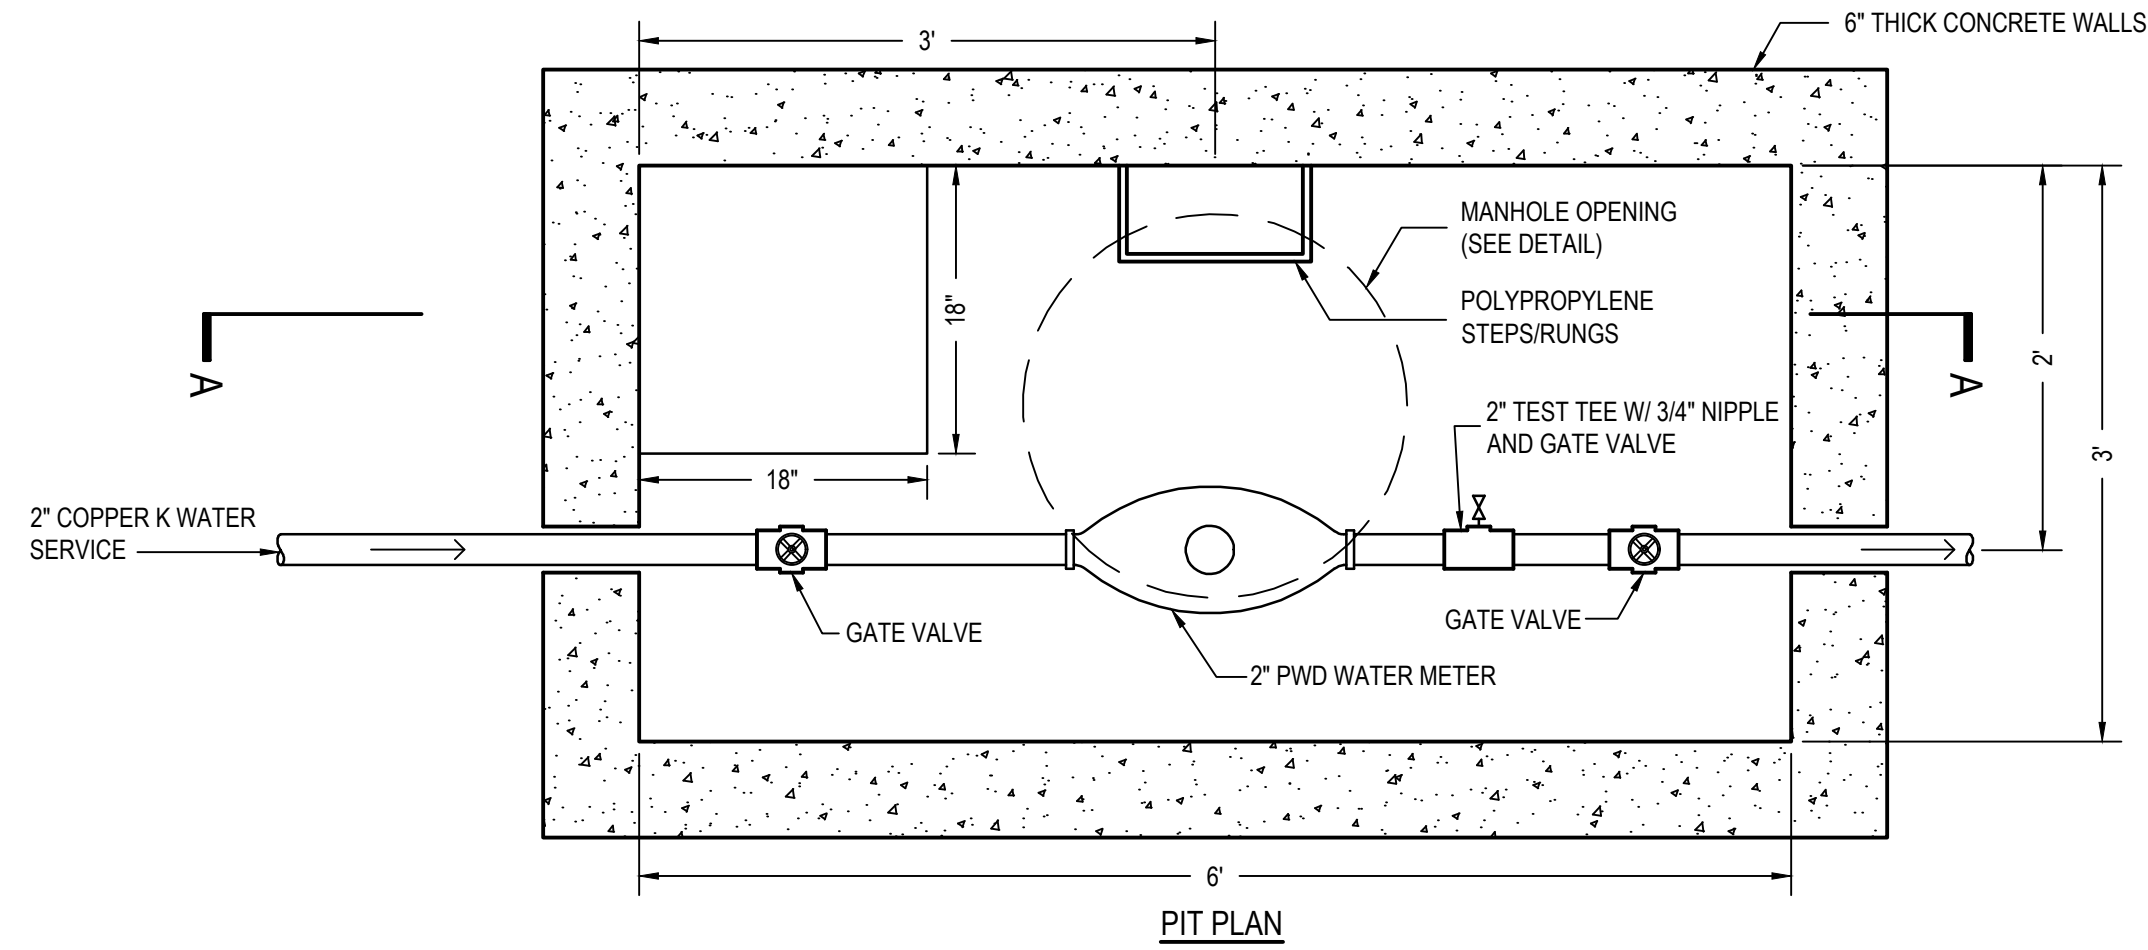 6" THICK CONCRETE WALLS
3'
MANHOLE OPENING
(SEE DETAIL)
18"
POLYPROPYLENE
STEPS/RUNGS
2'
A
A
2" TEST TEE W/ 3/4" NIPPLE
AND GATE VALVE
3'
18"
2" COPPER K WATER
SERVICE
GATE VALVE
GATE VALVE
2" PWD WATER METER
6'
PIT PLAN